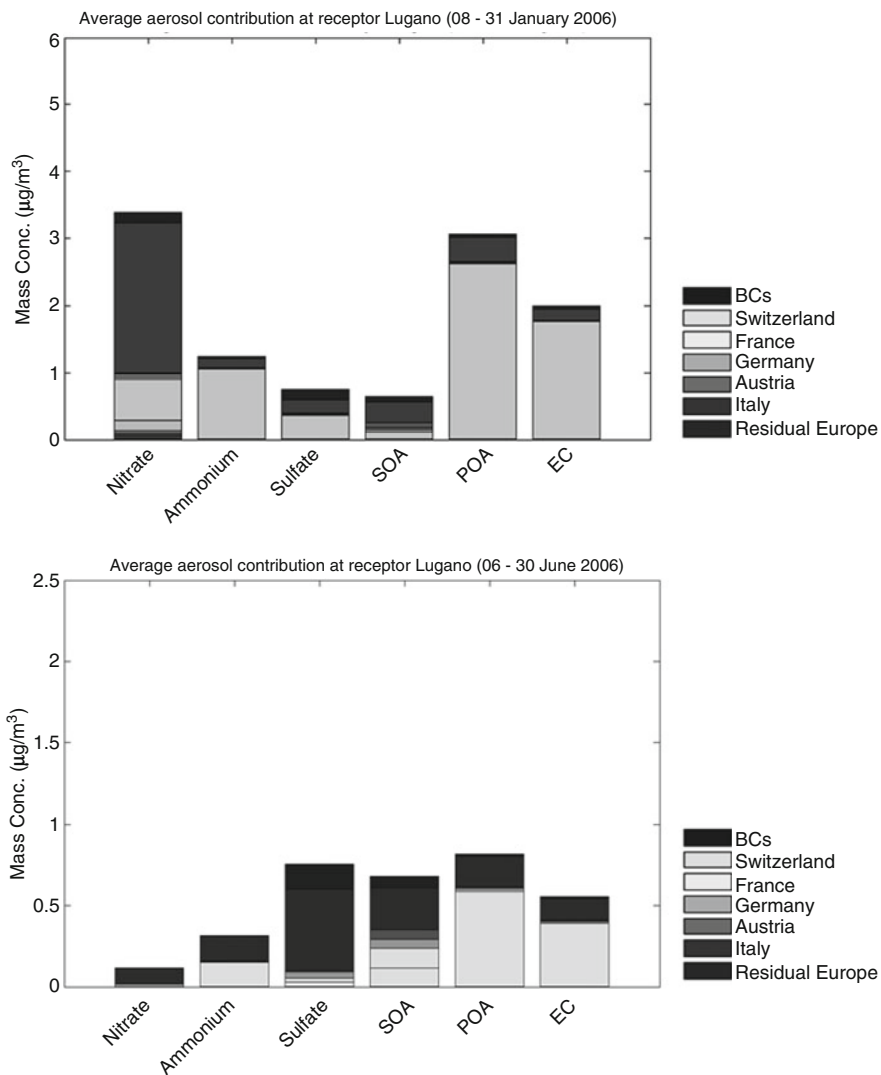 Average aerosol contribution at receptor Lugano (08 - 31 January 2006)
6
5
4
3
2
1
0
Mass Conc. (µg/m³)
Nitrate
Ammonium
Sulfate
SOA
POA
EC
BCs
Switzerland
France
Germany
Austria
Italy
Residual Europe
Average aerosol contribution at receptor Lugano (06 - 30 June 2006)
2.5
2
1.5
1
0.5
0
Mass Conc. (µg/m³)
Nitrate
Ammonium
Sulfate
SOA
POA
EC
BCs
Switzerland
France
Germany
Austria
Italy
Residual Europe